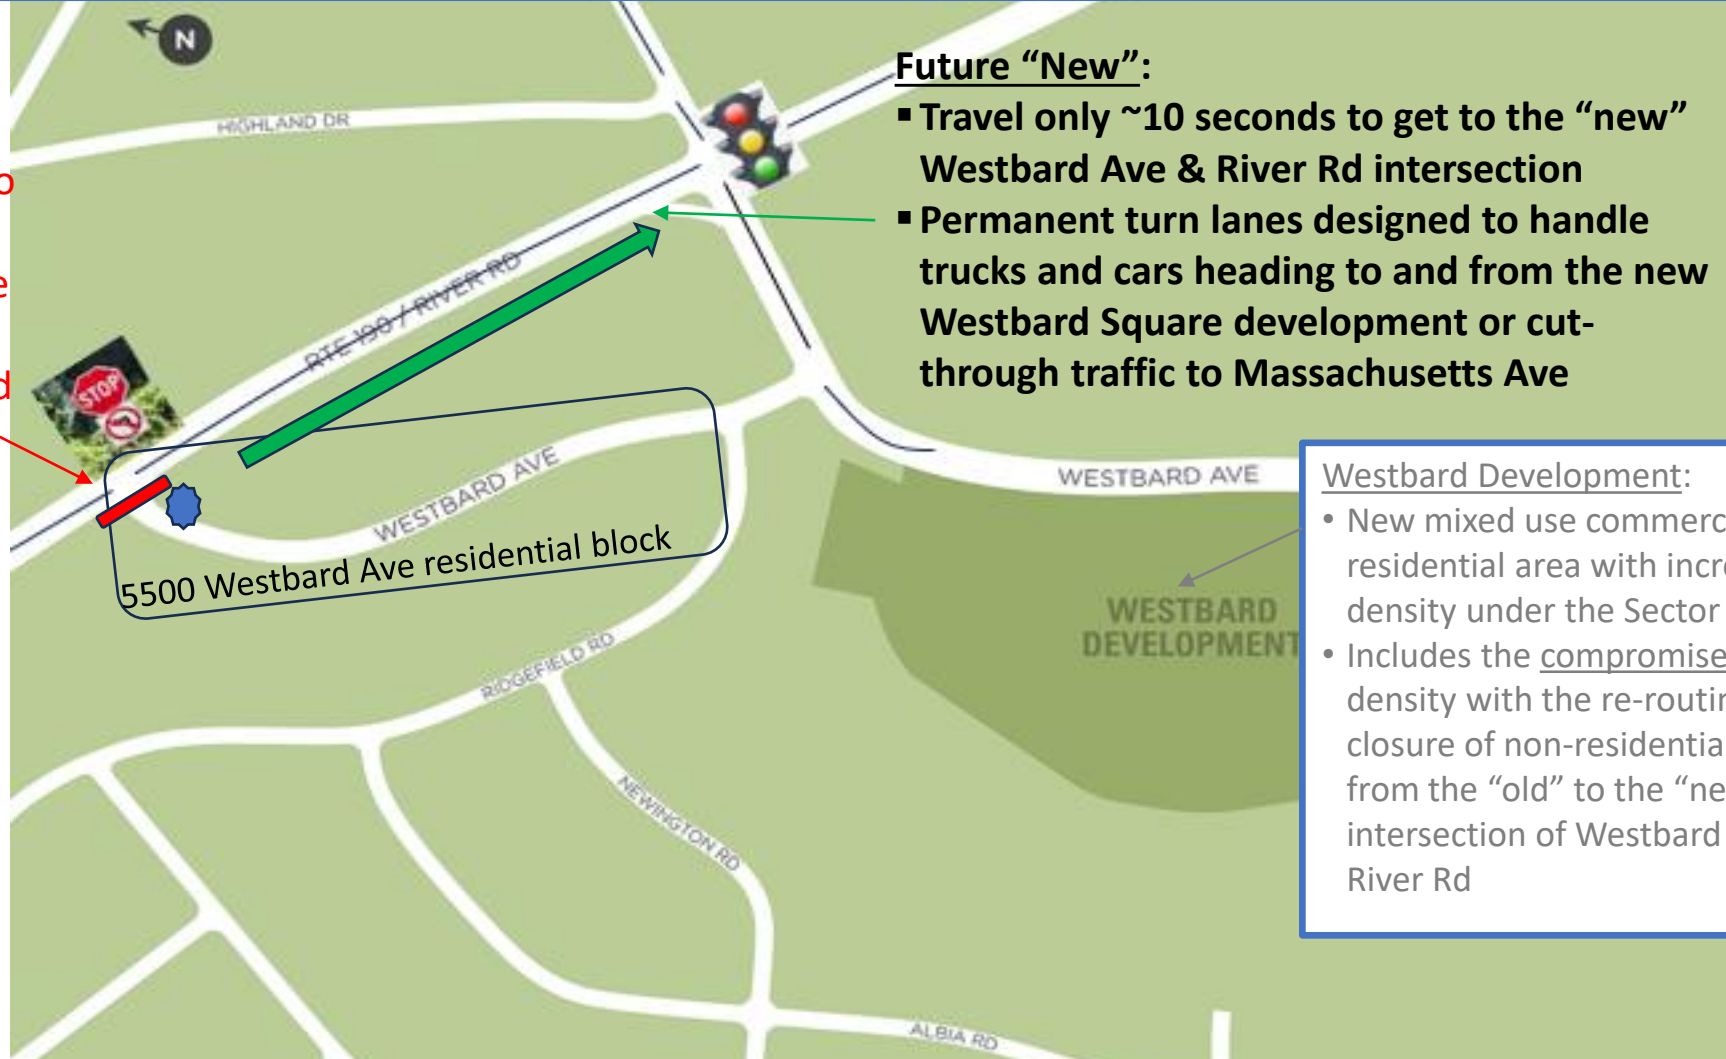 N
Future “New”:
▪ Travel only ~10 seconds to get to the “new”
Westbard Ave & River Rd intersection
▪ Permanent turn lanes designed to handle
trucks and cars heading to and from the new
Westbard Square development or cut-
through traffic to Massachusetts Ave
HIGHLAND DR
RTE 190 / RIVER RD
STOP
WESTBARD AVE
5500 Westbard Ave residential block
WESTBARD AVE
WESTBARD
DEVELOPMENT
Westbard Development:
• New mixed use commerc
residential area with incre
density under the Sector
• Includes the compromise
density with the re-routin
closure of non-residentia
from the “old” to the “ne
intersection of Westbard
River Rd
RIDGEFIELD RD
NEWINGTON RD
ALBIA RD